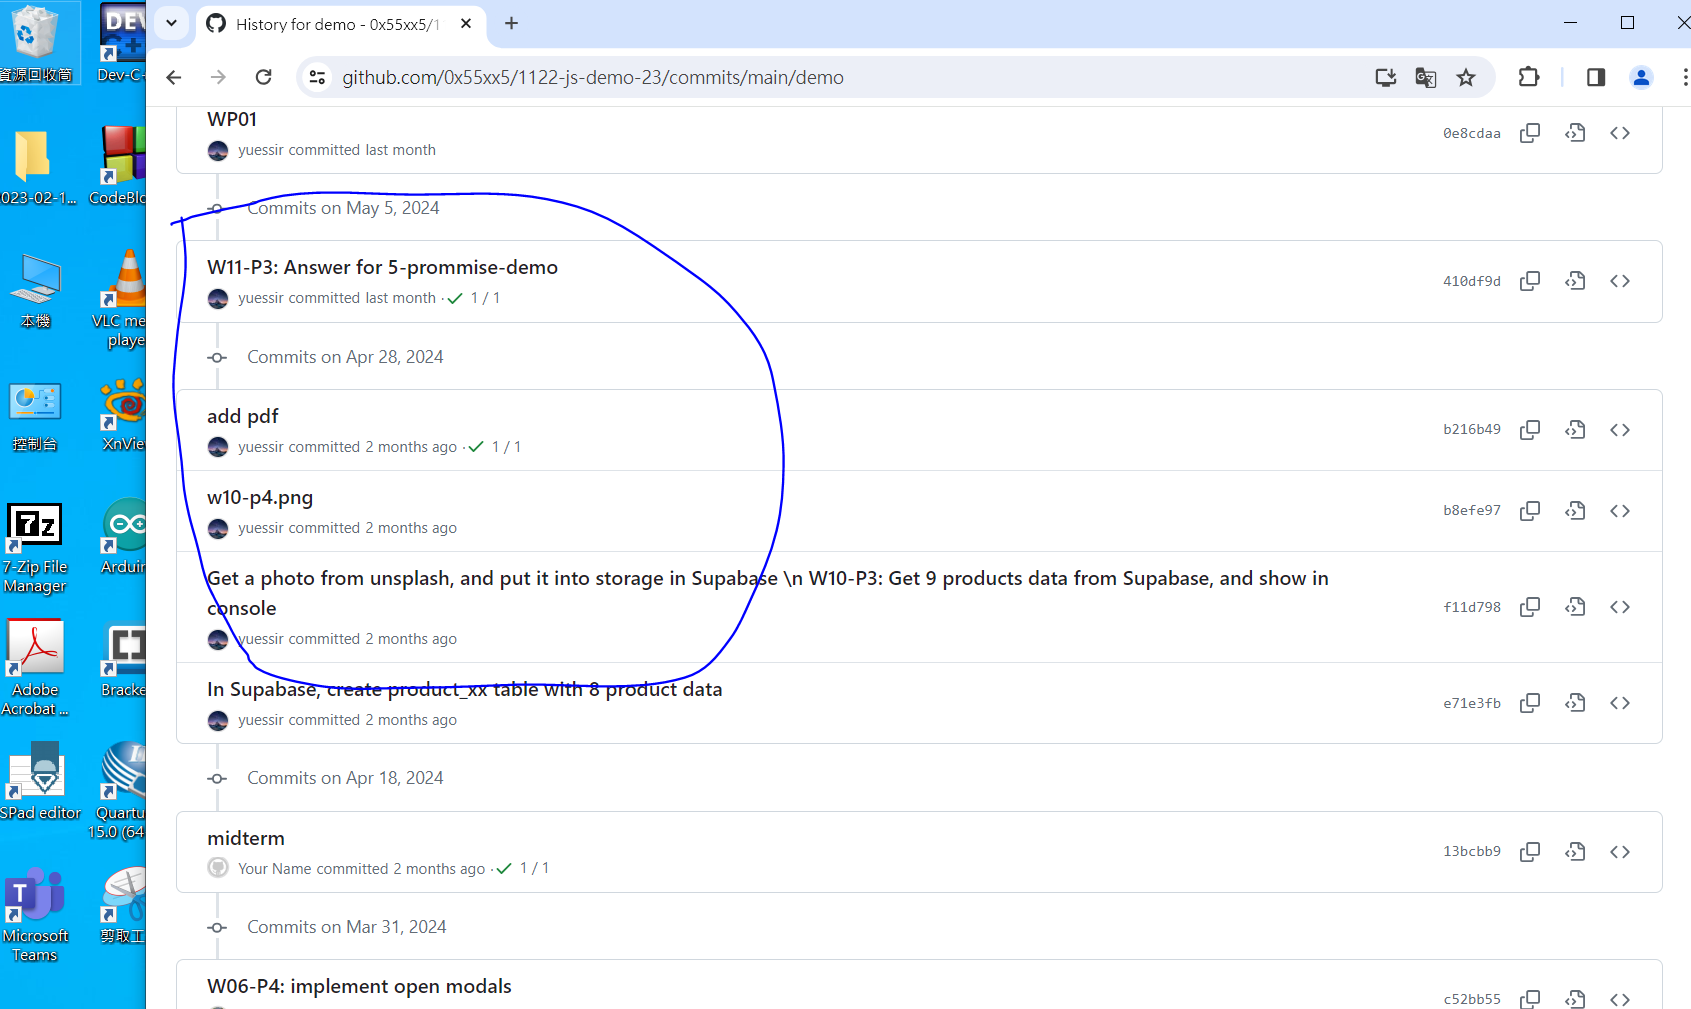 資源回收筒
Dev-C+
023-02-1...
CodeBlo
本機
VLC me
playe
控制台
XnVie
7-Zip File
Manager
Arduin
Adobe
Acrobat ...
Bracke
SPad editor
Quartu
15.0 (64
Microsoft
Teams
剪取工
History for demo - 0x55xx5/1
github.com/0x55xx5/1122-js-demo-23/commits/main/demo
WP01
yuessir committed last month
0e8cdaa
Commits on May 5, 2024
W11-P3: Answer for 5-prommise-demo
yuessir committed last month · 1 / 1
410df9d
Commits on Apr 28, 2024
add pdf
yuessir committed 2 months ago · 1 / 1
b216b49
w10-p4.png
yuessir committed 2 months ago
b8efe97
Get a photo from unsplash, and put it into storage in Supabase \n W10-P3: Get 9 products data from Supabase, and show in
console
yuessir committed 2 months ago
f11d798
In Supabase, create product_xx table with 8 product data
yuessir committed 2 months ago
e71e3fb
Commits on Apr 18, 2024
midterm
Your Name committed 2 months ago · 1 / 1
13bcbb9
Commits on Mar 31, 2024
W06-P4: implement open modals
c52bb55